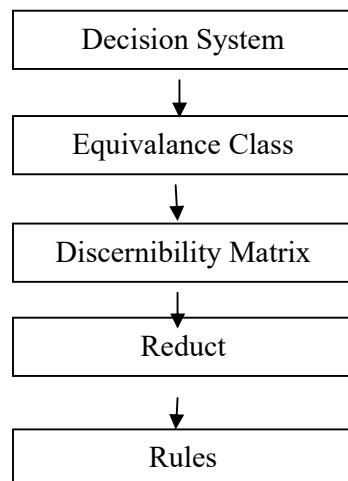 Decision System
Equivalance Class
Discernibility Matrix
Reduct
Rules